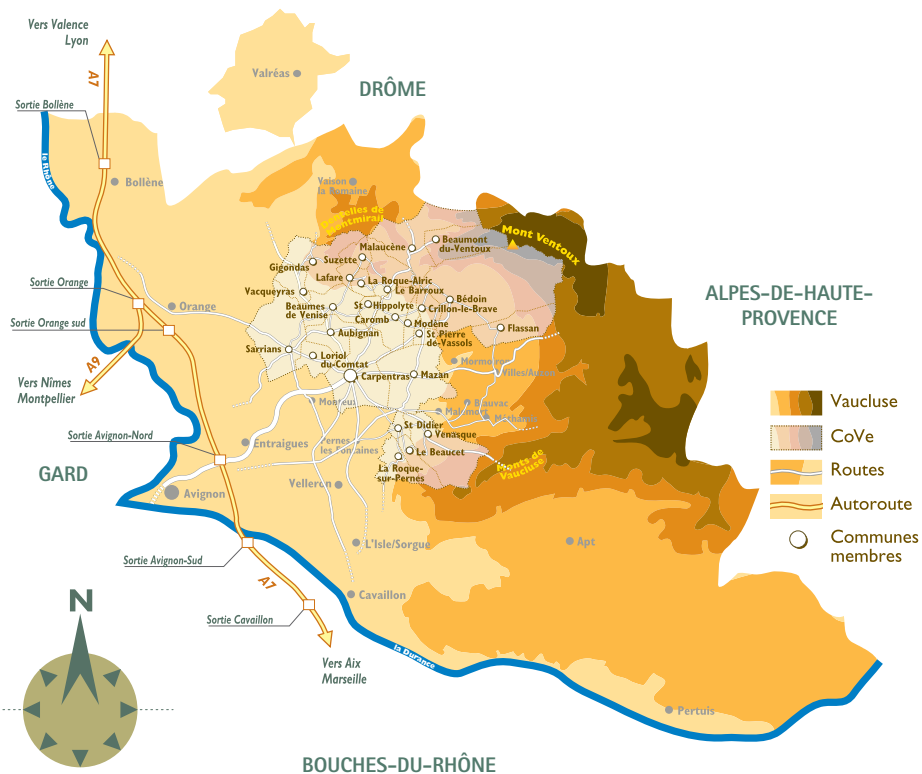 Vers Valence
Lyon
A7
Valréas
DRÔME
Sortie Bollène
le Rhône
Bollène
Vaison
la Romaine
Dentelles de
Montmirail
Mont Ventoux
Malaucène
Beaumont
du-Ventoux
Suzette
Gigondas
Lafare
La Roque-Alric
Le Barroux
Vacqueyras
Sortie Orange
Orange
Beaumes
de Venise
St Hippolyte
Bédoin
Crillon-le-Brave
Caromb
Modène
Flassan
Sortie Orange sud
Aubignan
St Pierre
de-Vassols
Sarrians
Loriol
du-Comtat
Mormoiron
Villes/Auzon
Carpentras
Mazan
A9
Vers Nîmes
Montpellier
ALPES-DE-HAUTE-
PROVENCE
Vaucluse
CoVe
Routes
Autoroute
Communes
membres
Monteux
Blauvac
Malemort
Méthamis
St Didier
Venasque
Sortie Avignon-Nord
Entraigues
Pernes
les Fontaines
Le Beaucet
La Roque-
sur-Pernes
Monts de
Vaucluse
GARD
Avignon
Velleron
L'Isle/Sorgue
Apt
Sortie Avignon-Sud
A7
Cavaillon
Sortie Cavaillon
N
Vers Aix
Marseille
la Durance
Pertuis
BOUCHES-DU-RHÔNE